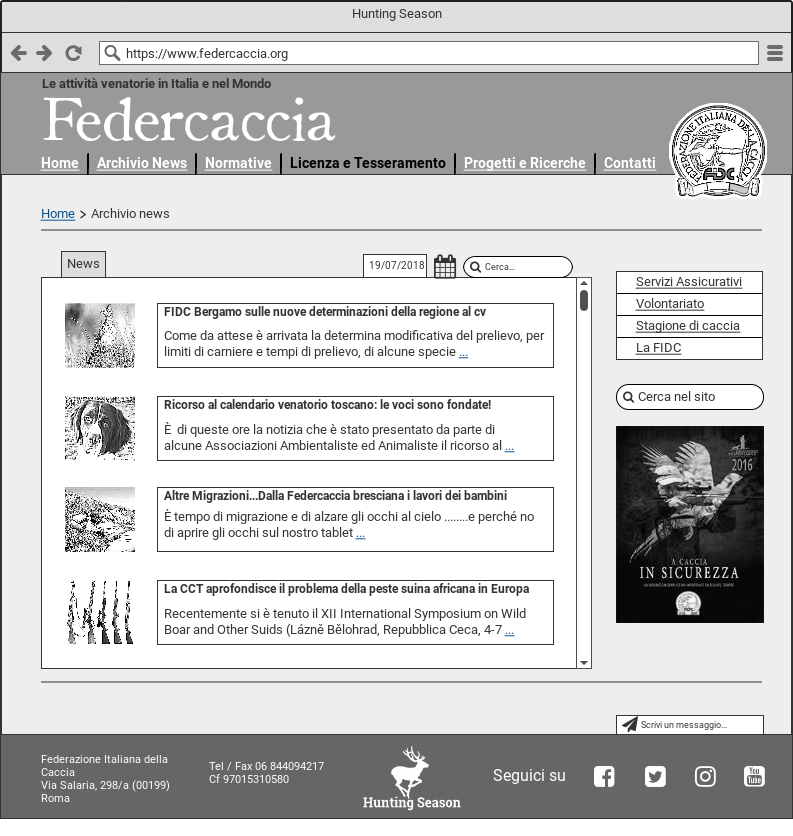 Hunting Season
https://www.federcaccia.org
Le attività venatorie in Italia e nel Mondo
Federcaccia
FEDERAZIONE ITALIANA DELLA CACCIA
FIDC
Home
Archivio News
Normative
Licenza e Tesseramento
Progetti e Ricerche
Contatti
Home > Archivio news
News
19/07/2018
Cerca...
FIDC Bergamo sulle nuove determinazioni della regione al cv
Come da attese è arrivata la determina modificativa del prelievo, per
limiti di carniere e tempi di prelievo, di alcune specie ...
Ricorso al calendario venatorio toscano: le voci sono fondate!
È di queste ore la notizia che è stato presentato da parte di
alcune Associazioni Ambientaliste ed Animaliste il ricorso al ...
Altre Migrazioni...Dalla Federcaccia bresciana i lavori dei bambini
È tempo di migrazione e di alzare gli occhi al cielo ........e perché no
di aprire gli occhi sul nostro tablet ...
La CCT aprofondisce il problema della peste suina africana in Europa
Recentemente si è tenuto il XII International Symposium on Wild
Boar and Other Suids (Lázně Bělohrad, Repubblica Ceca, 4-7 ...
Servizi Assicurativi
Volontariato
Stagione di caccia
La FIDC
Cerca nel sito
2016
A CACCIA
IN SICUREZZA
Scrivi un messaggio...
Federazione Italiana della
Caccia
Via Salaria, 298/a (00199)
Roma
Tel / Fax 06 844094217
Cf 97015310580
Hunting Season
Seguici su
You
Tube